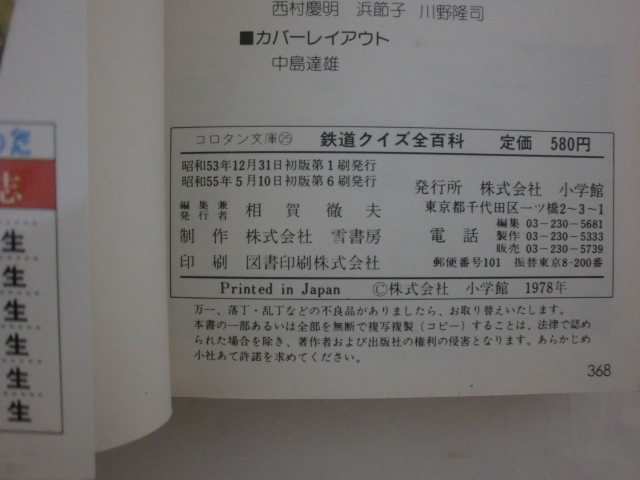 西村慶明 浜節子 川野隆司
■カバーレイアウト
中島達雄
コロタン文庫㉕ 鉄道クイズ全百科 定価 580円
昭和53年12月31日初版第1刷発行
昭和55年5月10日初版第6刷発行
発行所 株式会社 小学館
編集兼発行者 相賀徹夫
東京都千代田区一ツ橋2〜3〜1
制作 株式会社 雪書房
電話 編集 03-230-5681
製作 03-230-5333
販売 03-230-5739
印刷 図書印刷株式会社
郵便番号101 振替東京8-200番
Printed in Japan ©株式会社 小学館 1978年
万一、落丁・乱丁などの不良品がありましたら、お取り替えいたします。
本書の一部あるいは全部を無断で複写複製(コピー)することは、法律で認め
られた場合を除き、著作者および出版社の権利の侵害となります。あらかじめ
小社あて許諾を求めてください。
368
志
生
生
生
生
生
生